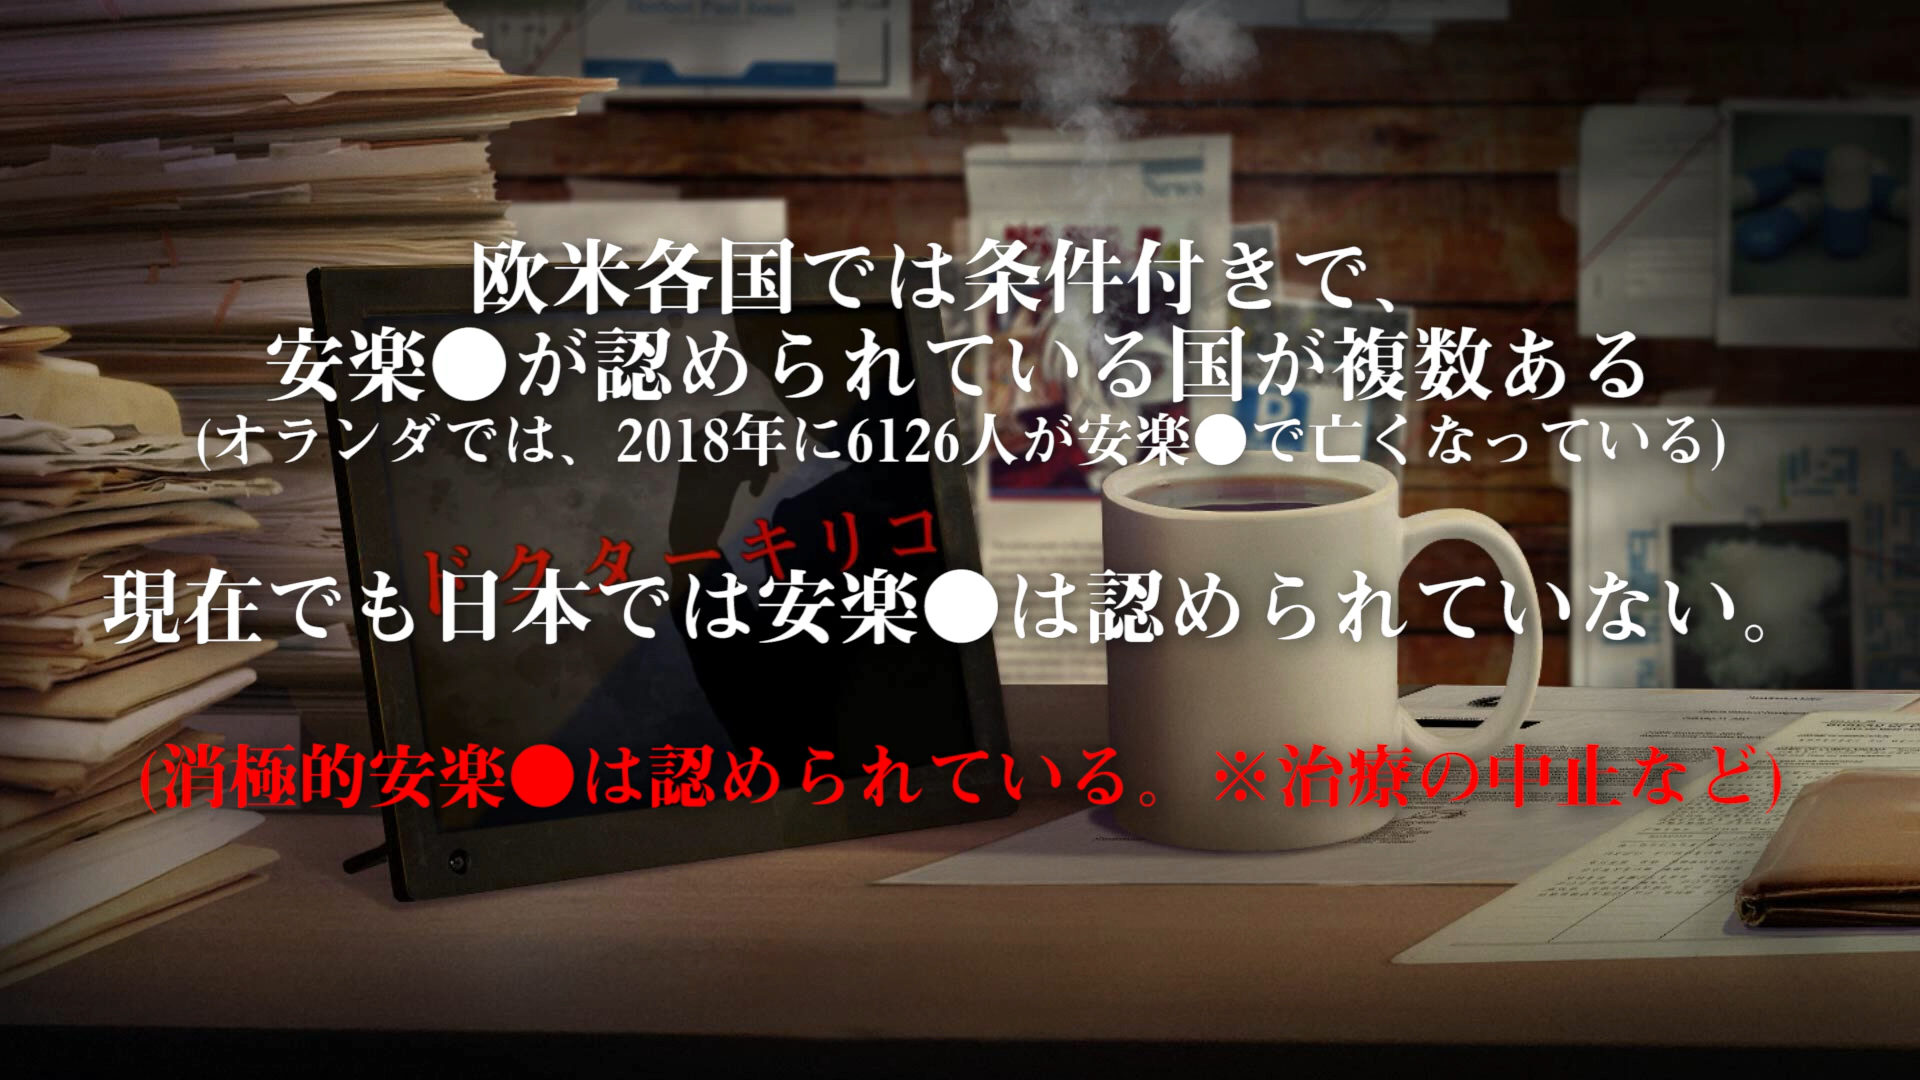 欧米各国では条件付きで、
安楽●が認められている国が複数ある
(オランダでは、2018年に6126人が安楽●で亡くなっている)
ドクターキリコ
現在でも日本では安楽●は認められていない。
(消極的安楽●は認められている。※治療の中止など)